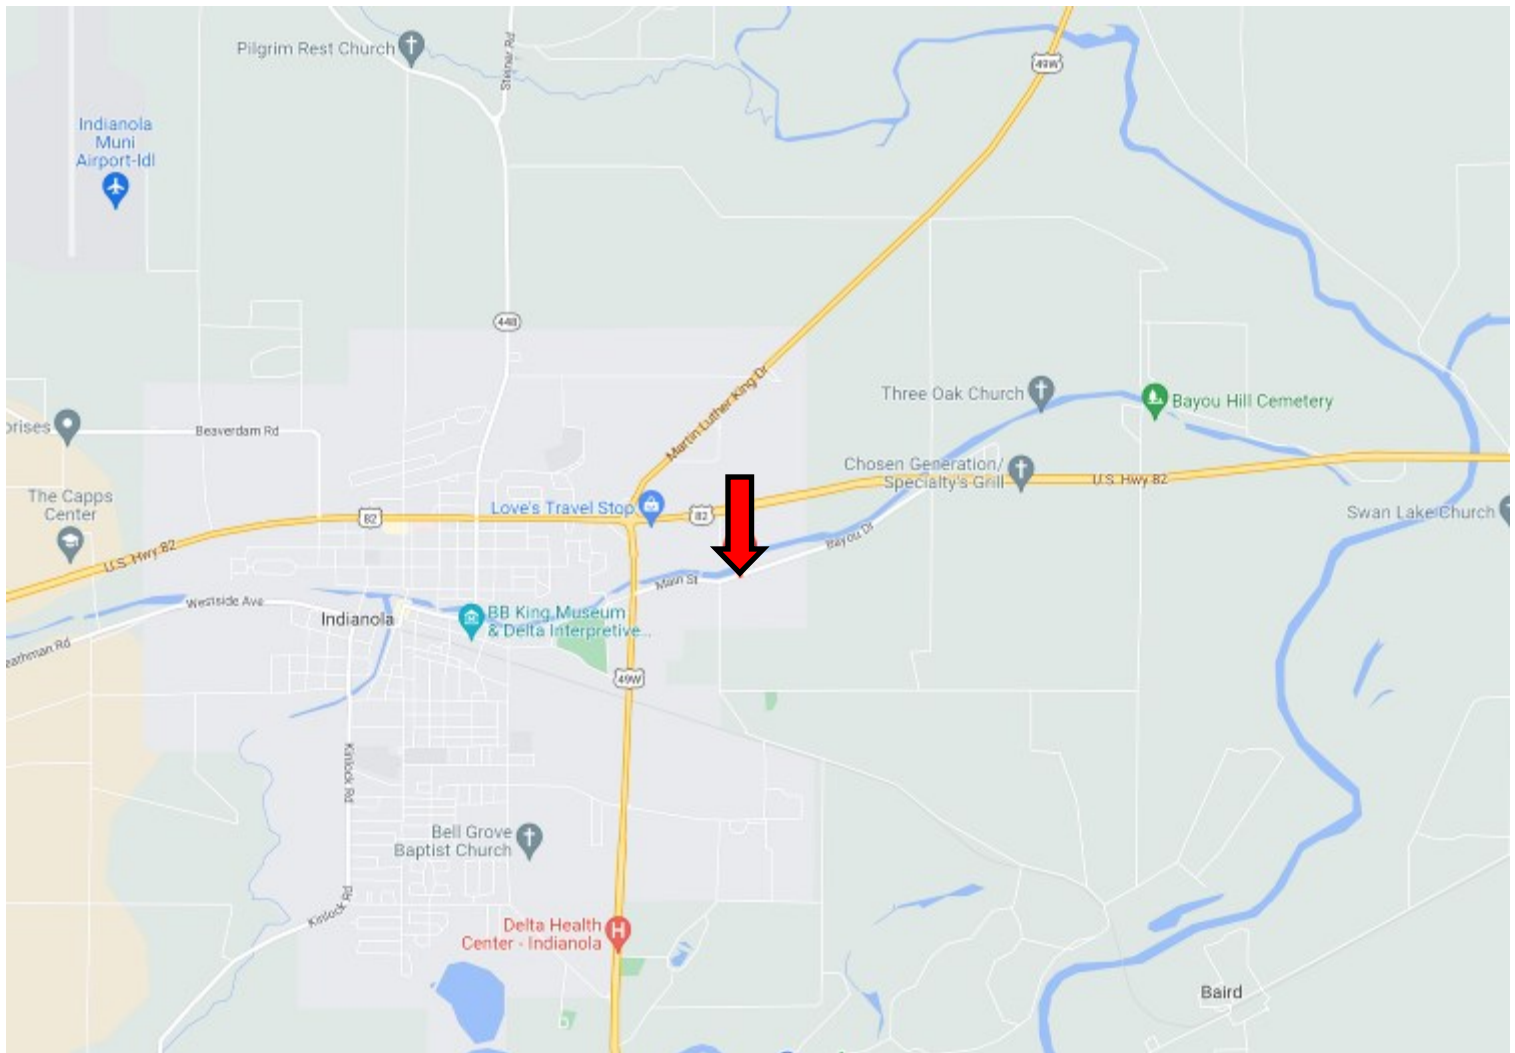 Pilgrim Rest Church
Steiner Rd
49W
Indianola
Muni
Airport-Idl
448
Martin Luther King Dr
Three Oak Church
Bayou Hill Cemetery
prises
Beaverdam Rd
Chosen Generation/
Specialty's Grill
U.S. Hwy 82
The Capps
Center
Love's Travel Stop
82
82
Swan Lake Church
U.S. Hwy 82
Bayou Dr
Main St
Westside Ave
Indianola
BB King Museum
& Delta Interpretive...
eathman Rd
49W
Kinlock Rd
Bell Grove
Baptist Church
Kinlock Rd
Delta Health
Center - Indianola
H
Baird